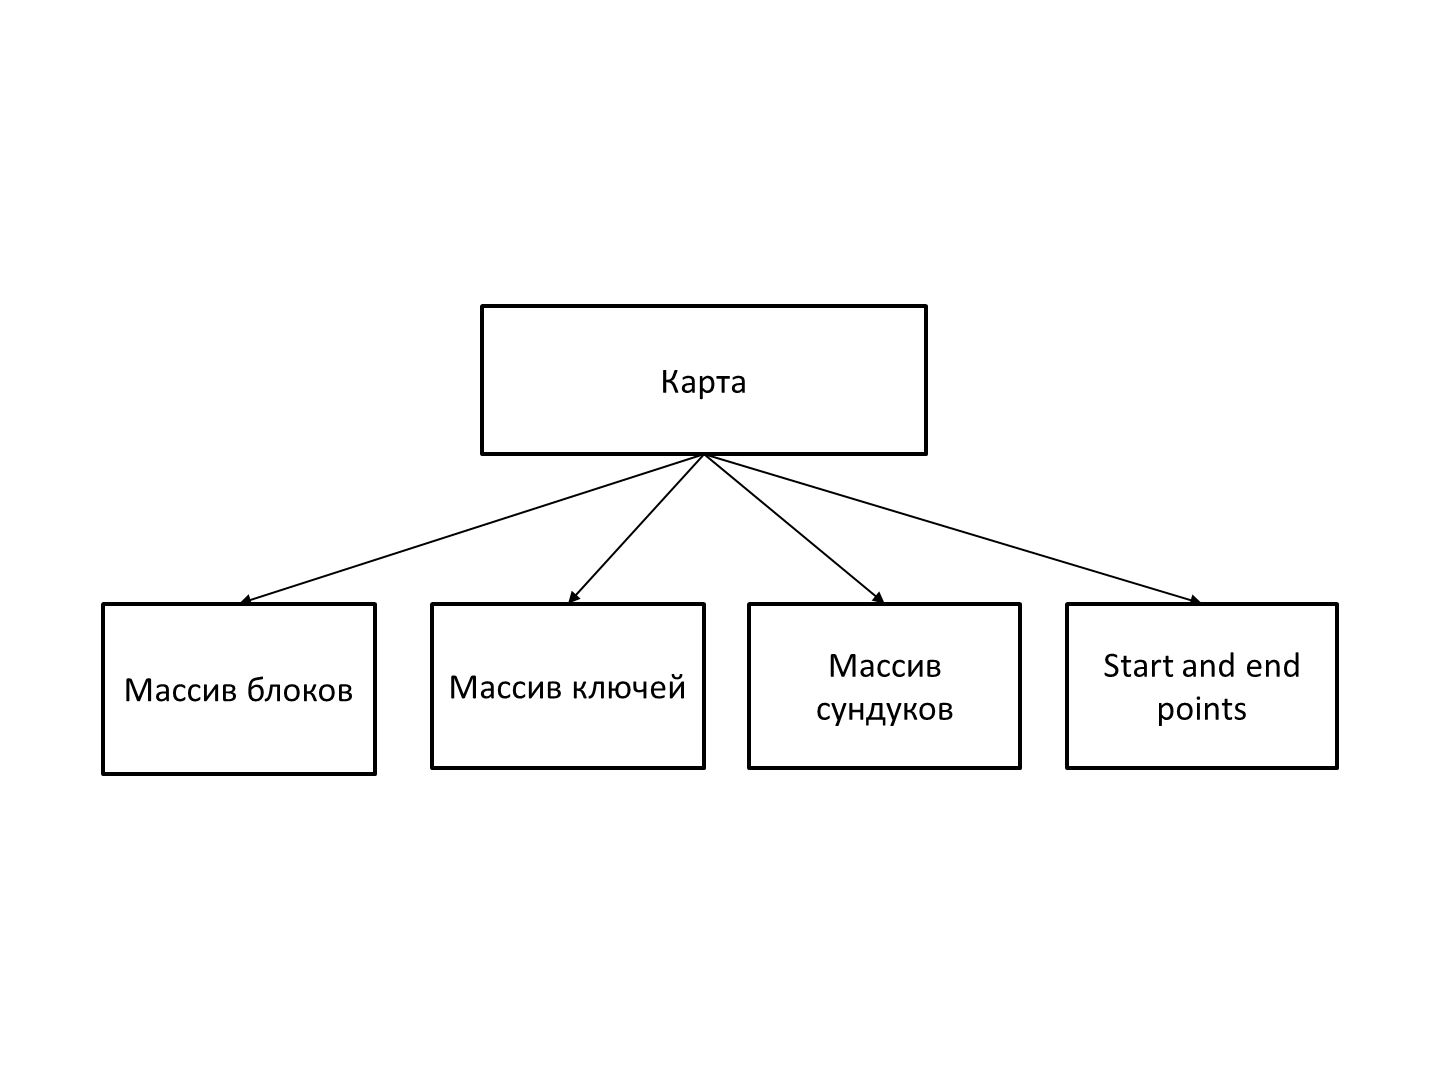 Карта
Массив блоков
Массив ключей
Массив
сундуков
Start and end
points